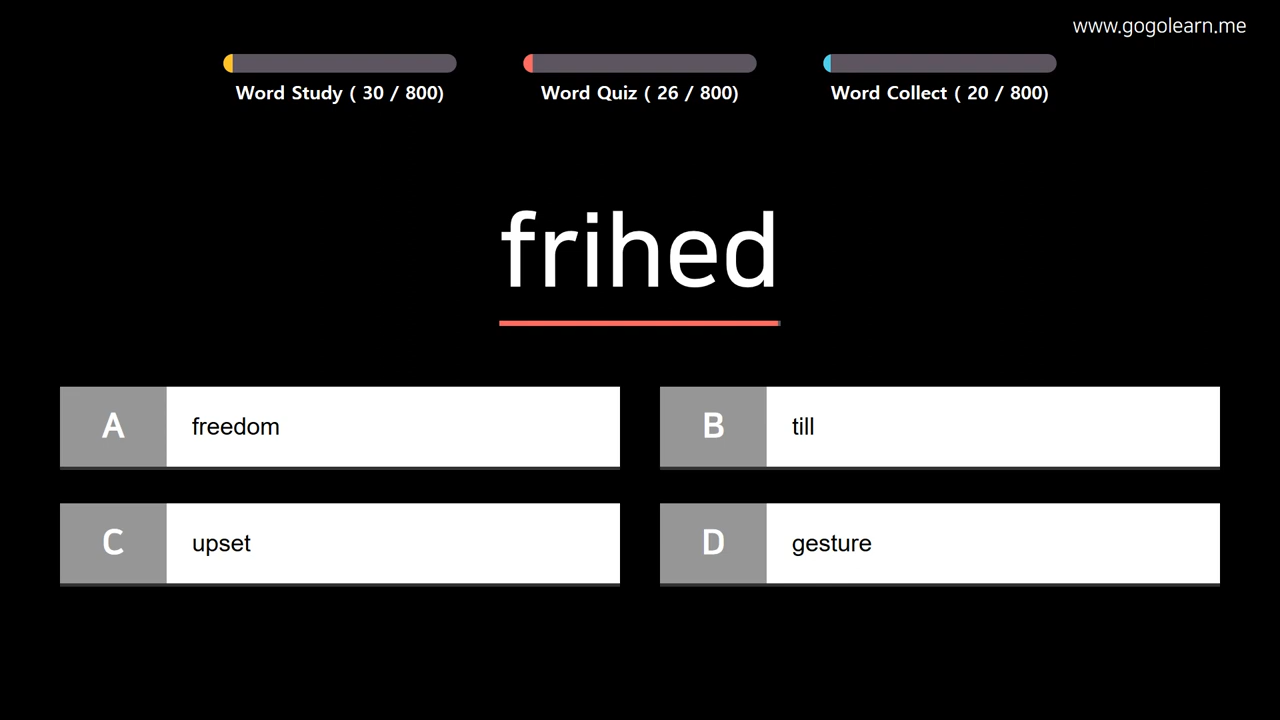 www.gogolearn.me
Word Study ( 30 / 800)
Word Quiz ( 26 / 800)
Word Collect ( 20 / 800)
frihed
A freedom
B till
C upset
D gesture